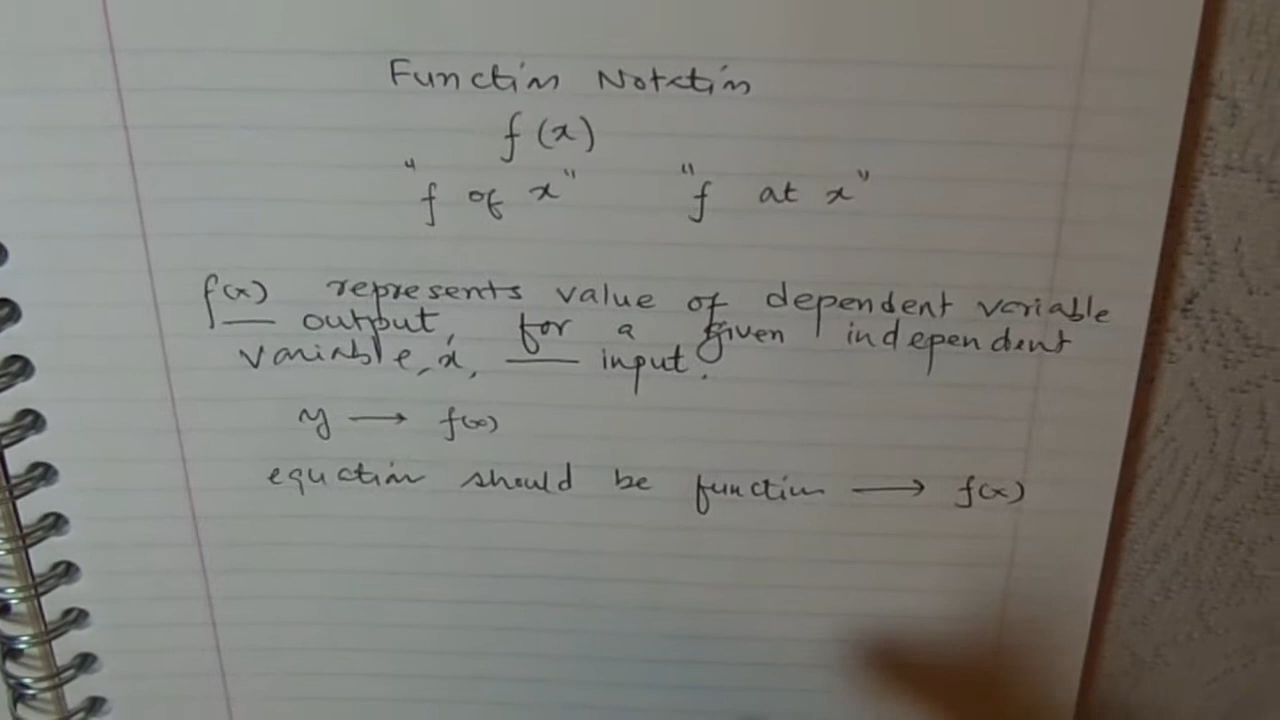 Function Notation
f(x)
"f of x" "f at x"
f(x) represents value of dependent variable
— output, for a given independent
variable, x, — input.
y → f(x)
equation should be function → f(x)